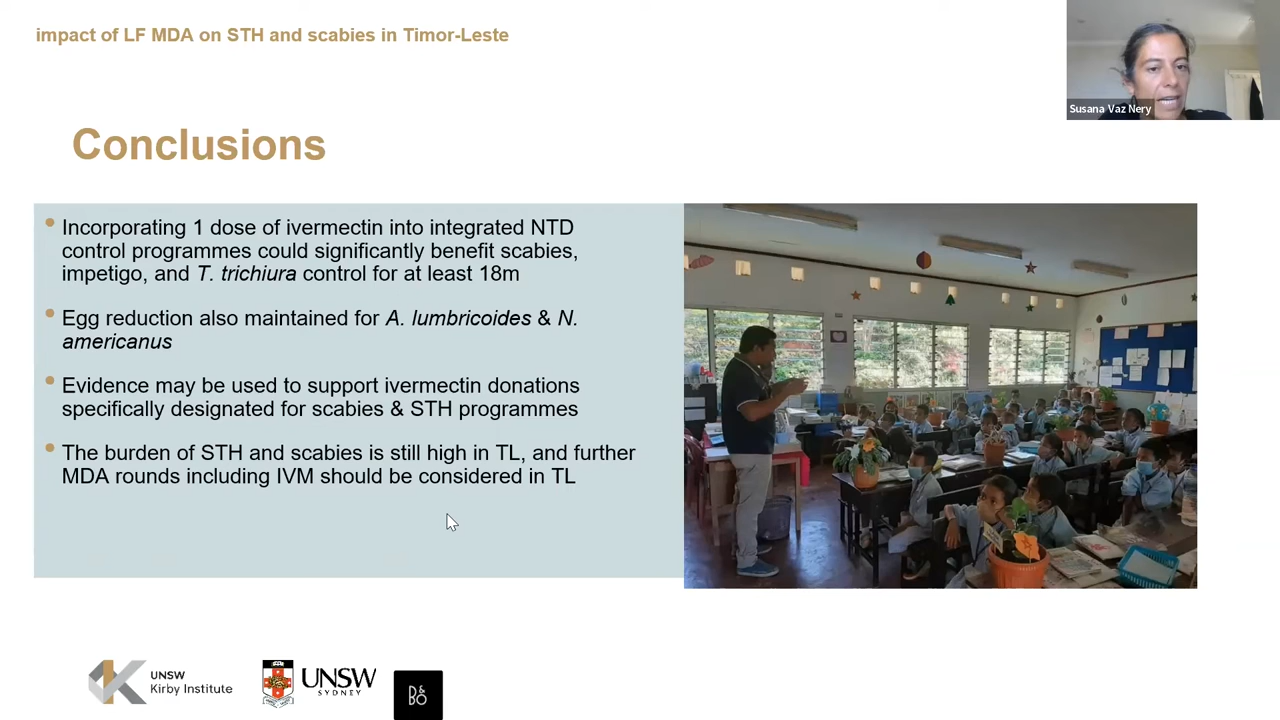 impact of LF MDA on STH and scabies in Timor-Leste
Susana Vaz Nery
Conclusions
• Incorporating 1 dose of ivermectin into integrated NTD
control programmes could significantly benefit scabies,
impetigo, and T. trichiura control for at least 18m
• Egg reduction also maintained for A. lumbricoides & N.
americanus
• Evidence may be used to support ivermectin donations
specifically designated for scabies & STH programmes
• The burden of STH and scabies is still high in TL, and further
MDA rounds including IVM should be considered in TL
UNSW
Kirby Institute
UNSW
SYDNEY